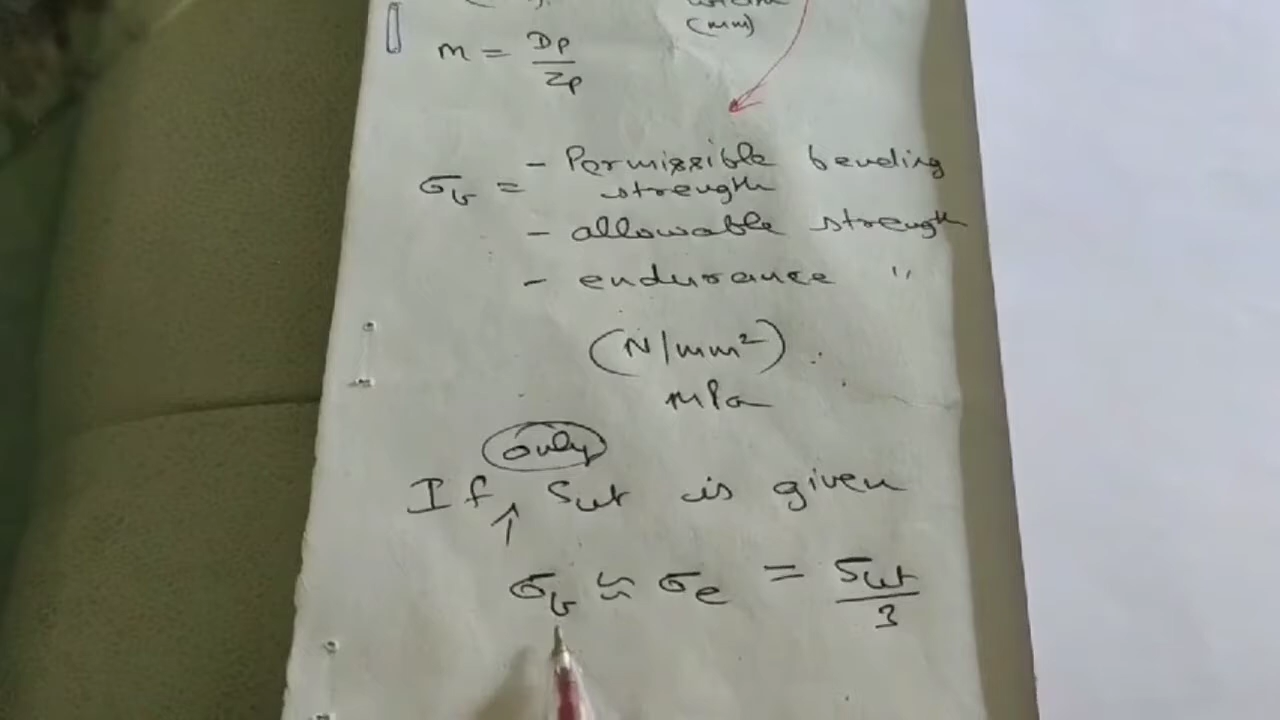 (mm)
m = Dp/Zp
σb = - Permissible bending
strength
- allowable strength
- endurance "
(N/mm²)
MPa
only
If Sut is given
σb ≈ σe = Sut/3